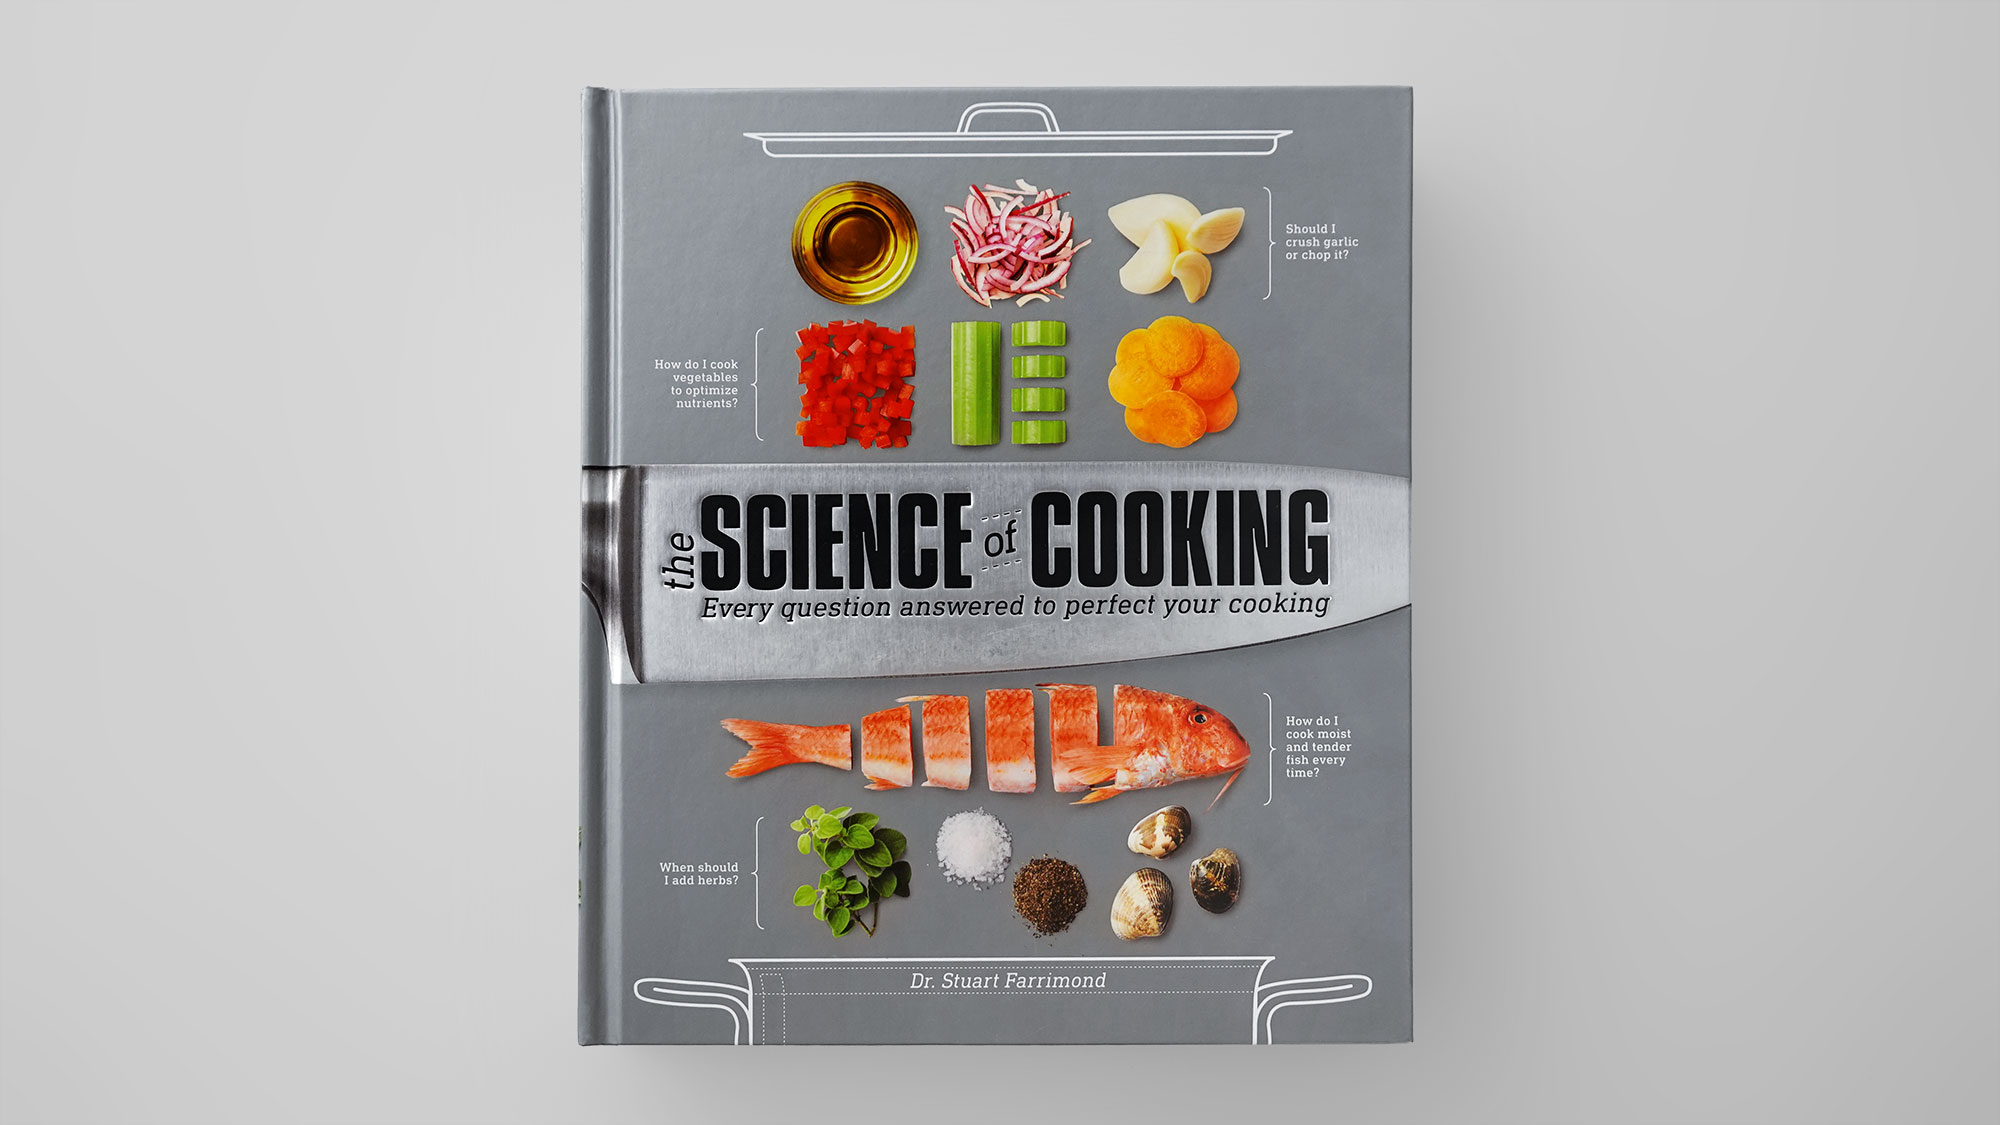 Should I
crush garlic
or chop it?
How do I cook
vegetables
to optimize
nutrients?
the SCIENCE of COOKING
Every question answered to perfect your cooking
How do I
cook moist
and tender
fish every
time?
When should
I add herbs?
Dr. Stuart Farrimond